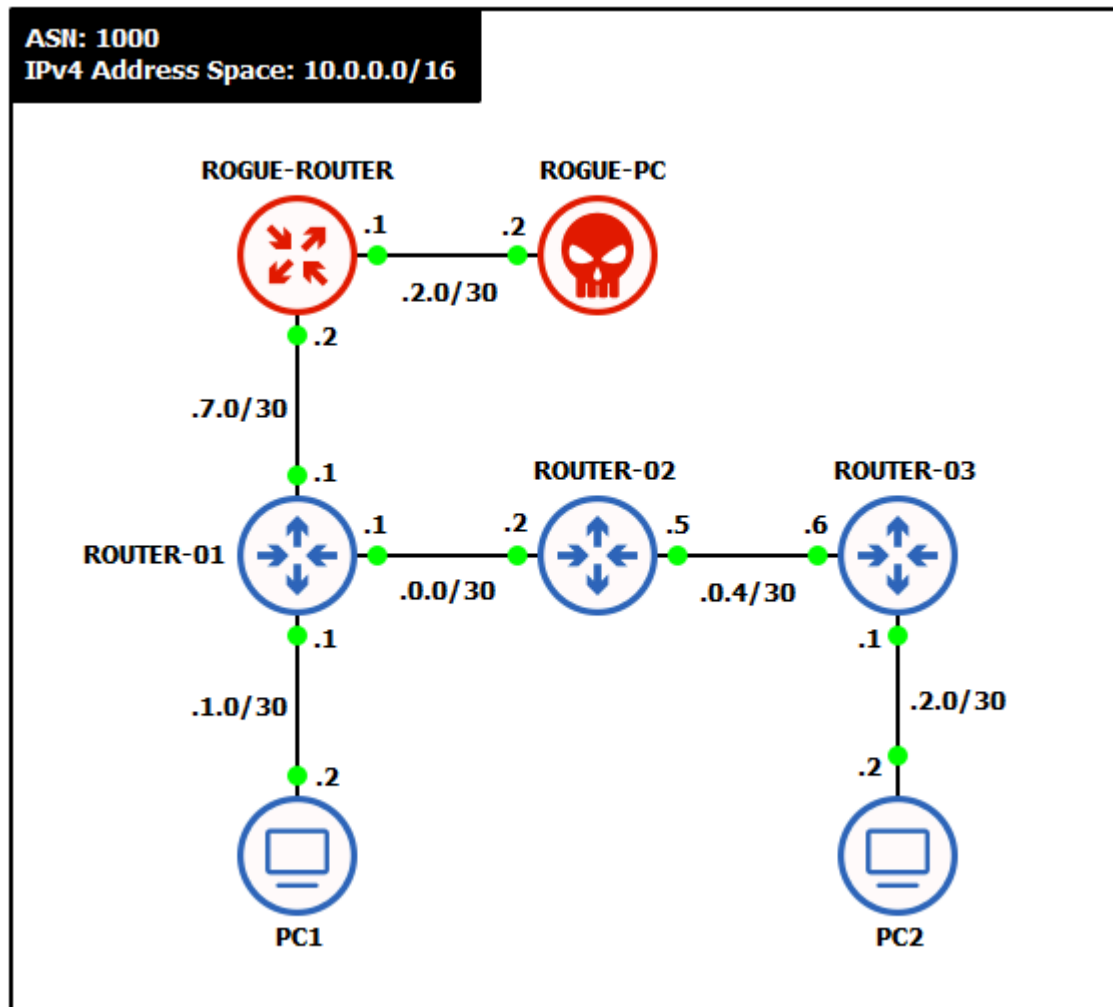 ASN: 1000
IPv4 Address Space: 10.0.0.0/16
ROGUE-ROUTER
ROGUE-PC
.1
.2
.2.0/30
.2
.7.0/30
.1
ROUTER-02
ROUTER-03
ROUTER-01
.1
.2
.5
.6
.0.0/30
.0.4/30
.1
.1
.1.0/30
.2.0/30
.2
.2
PC1
PC2